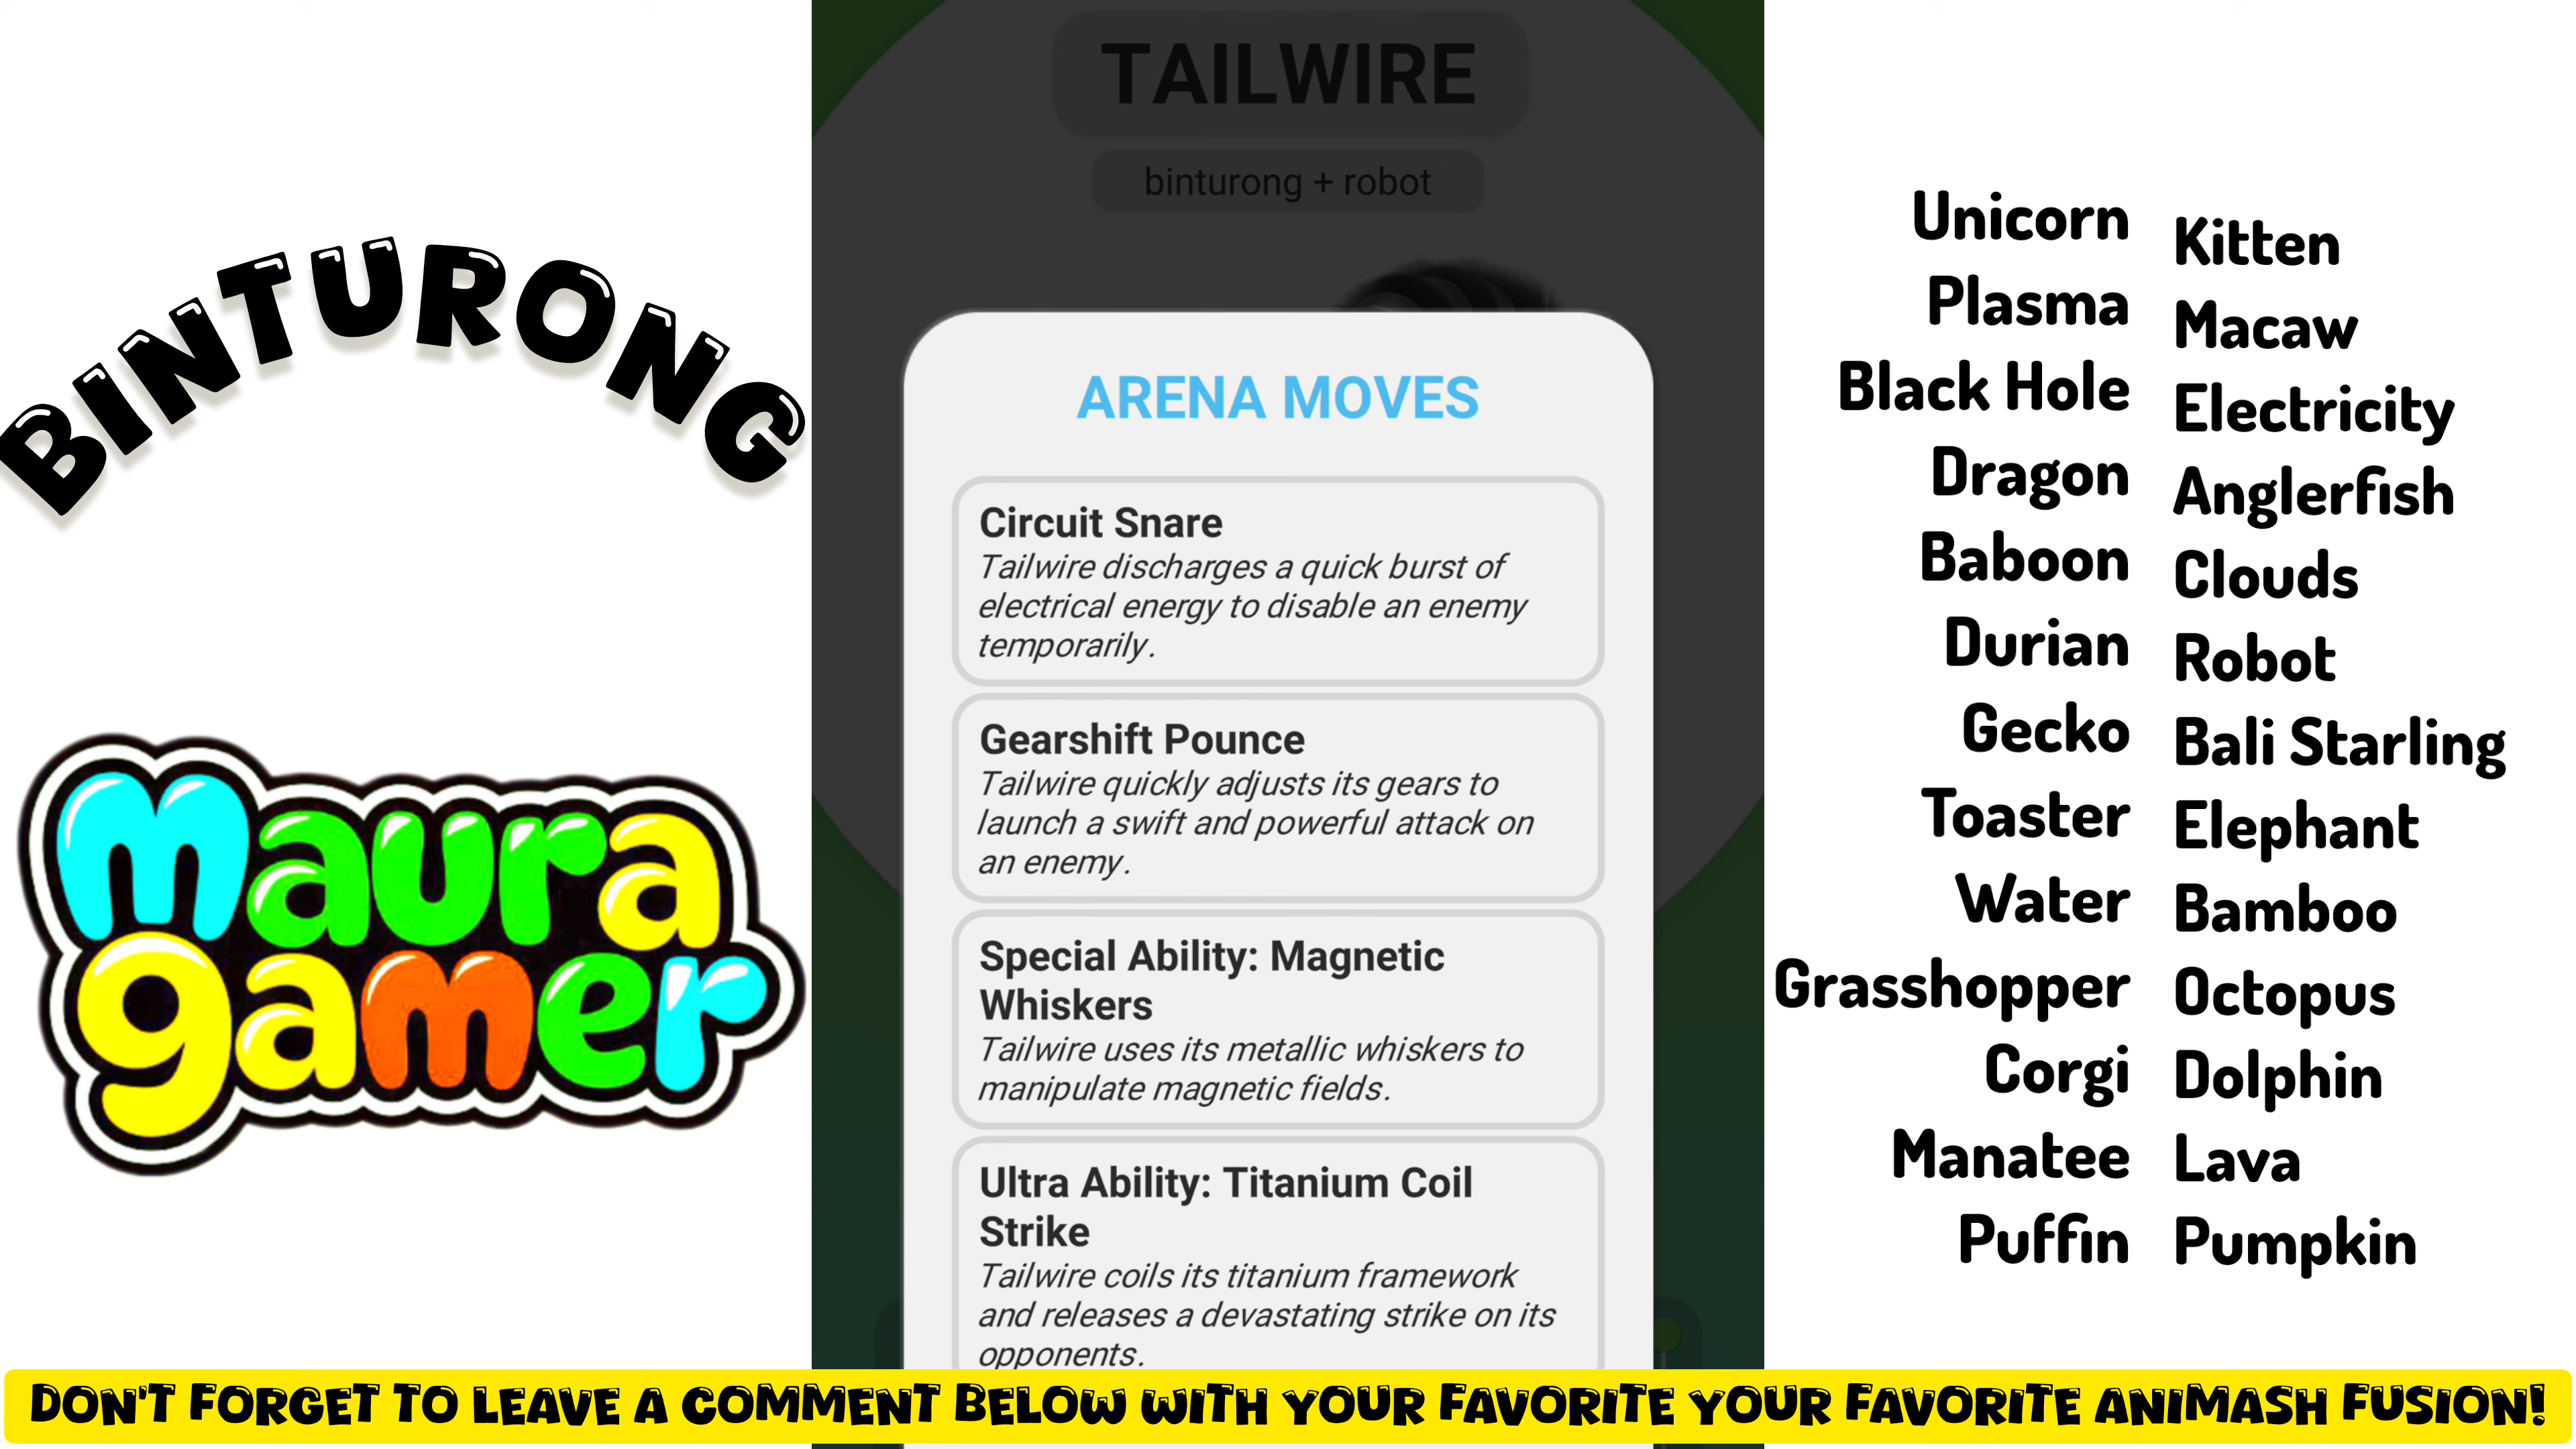 BINTURONG
maura
gamer
TAILWIRE
binturong + robot
ARENA MOVES
Circuit Snare
Tailwire discharges a quick burst of
electrical energy to disable an enemy
temporarily.
Gearshift Pounce
Tailwire quickly adjusts its gears to
launch a swift and powerful attack on
an enemy.
Special Ability: Magnetic
Whiskers
Tailwire uses its metallic whiskers to
manipulate magnetic fields.
Ultra Ability: Titanium Coil
Strike
Tailwire coils its titanium framework
and releases a devastating strike on its
opponents.
Unicorn
Plasma
Black Hole
Dragon
Baboon
Durian
Gecko
Toaster
Water
Grasshopper
Corgi
Manatee
Puffin
Kitten
Macaw
Electricity
Anglerfish
Clouds
Robot
Bali Starling
Elephant
Bamboo
Octopus
Dolphin
Lava
Pumpkin
DON'T FORGET TO LEAVE A COMMENT BELOW WITH YOUR FAVORITE YOUR FAVORITE ANIMASH FUSION!